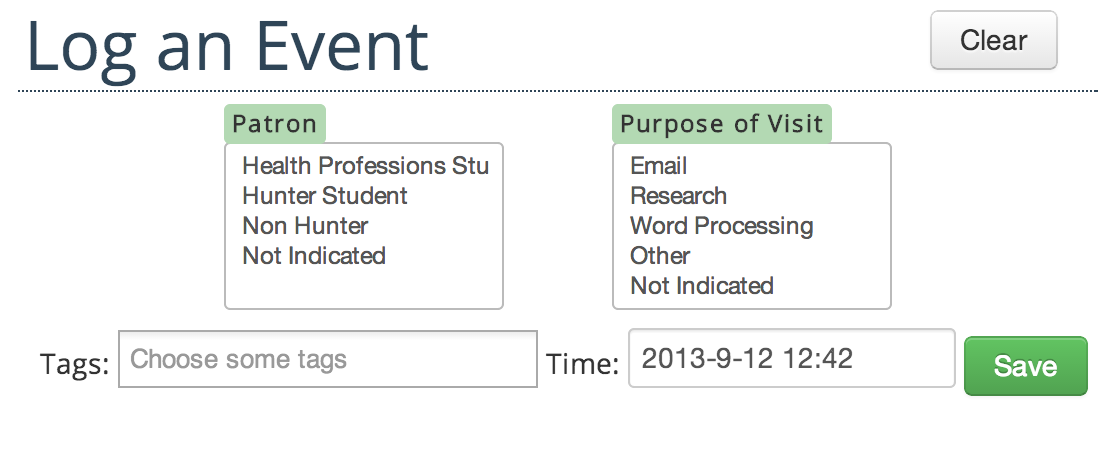 Log an Event
Clear
Patron
Health Professions Stu
Hunter Student
Non Hunter
Not Indicated
Purpose of Visit
Email
Research
Word Processing
Other
Not Indicated
Tags: Choose some tags Time: 2013-9-12 12:42 Save